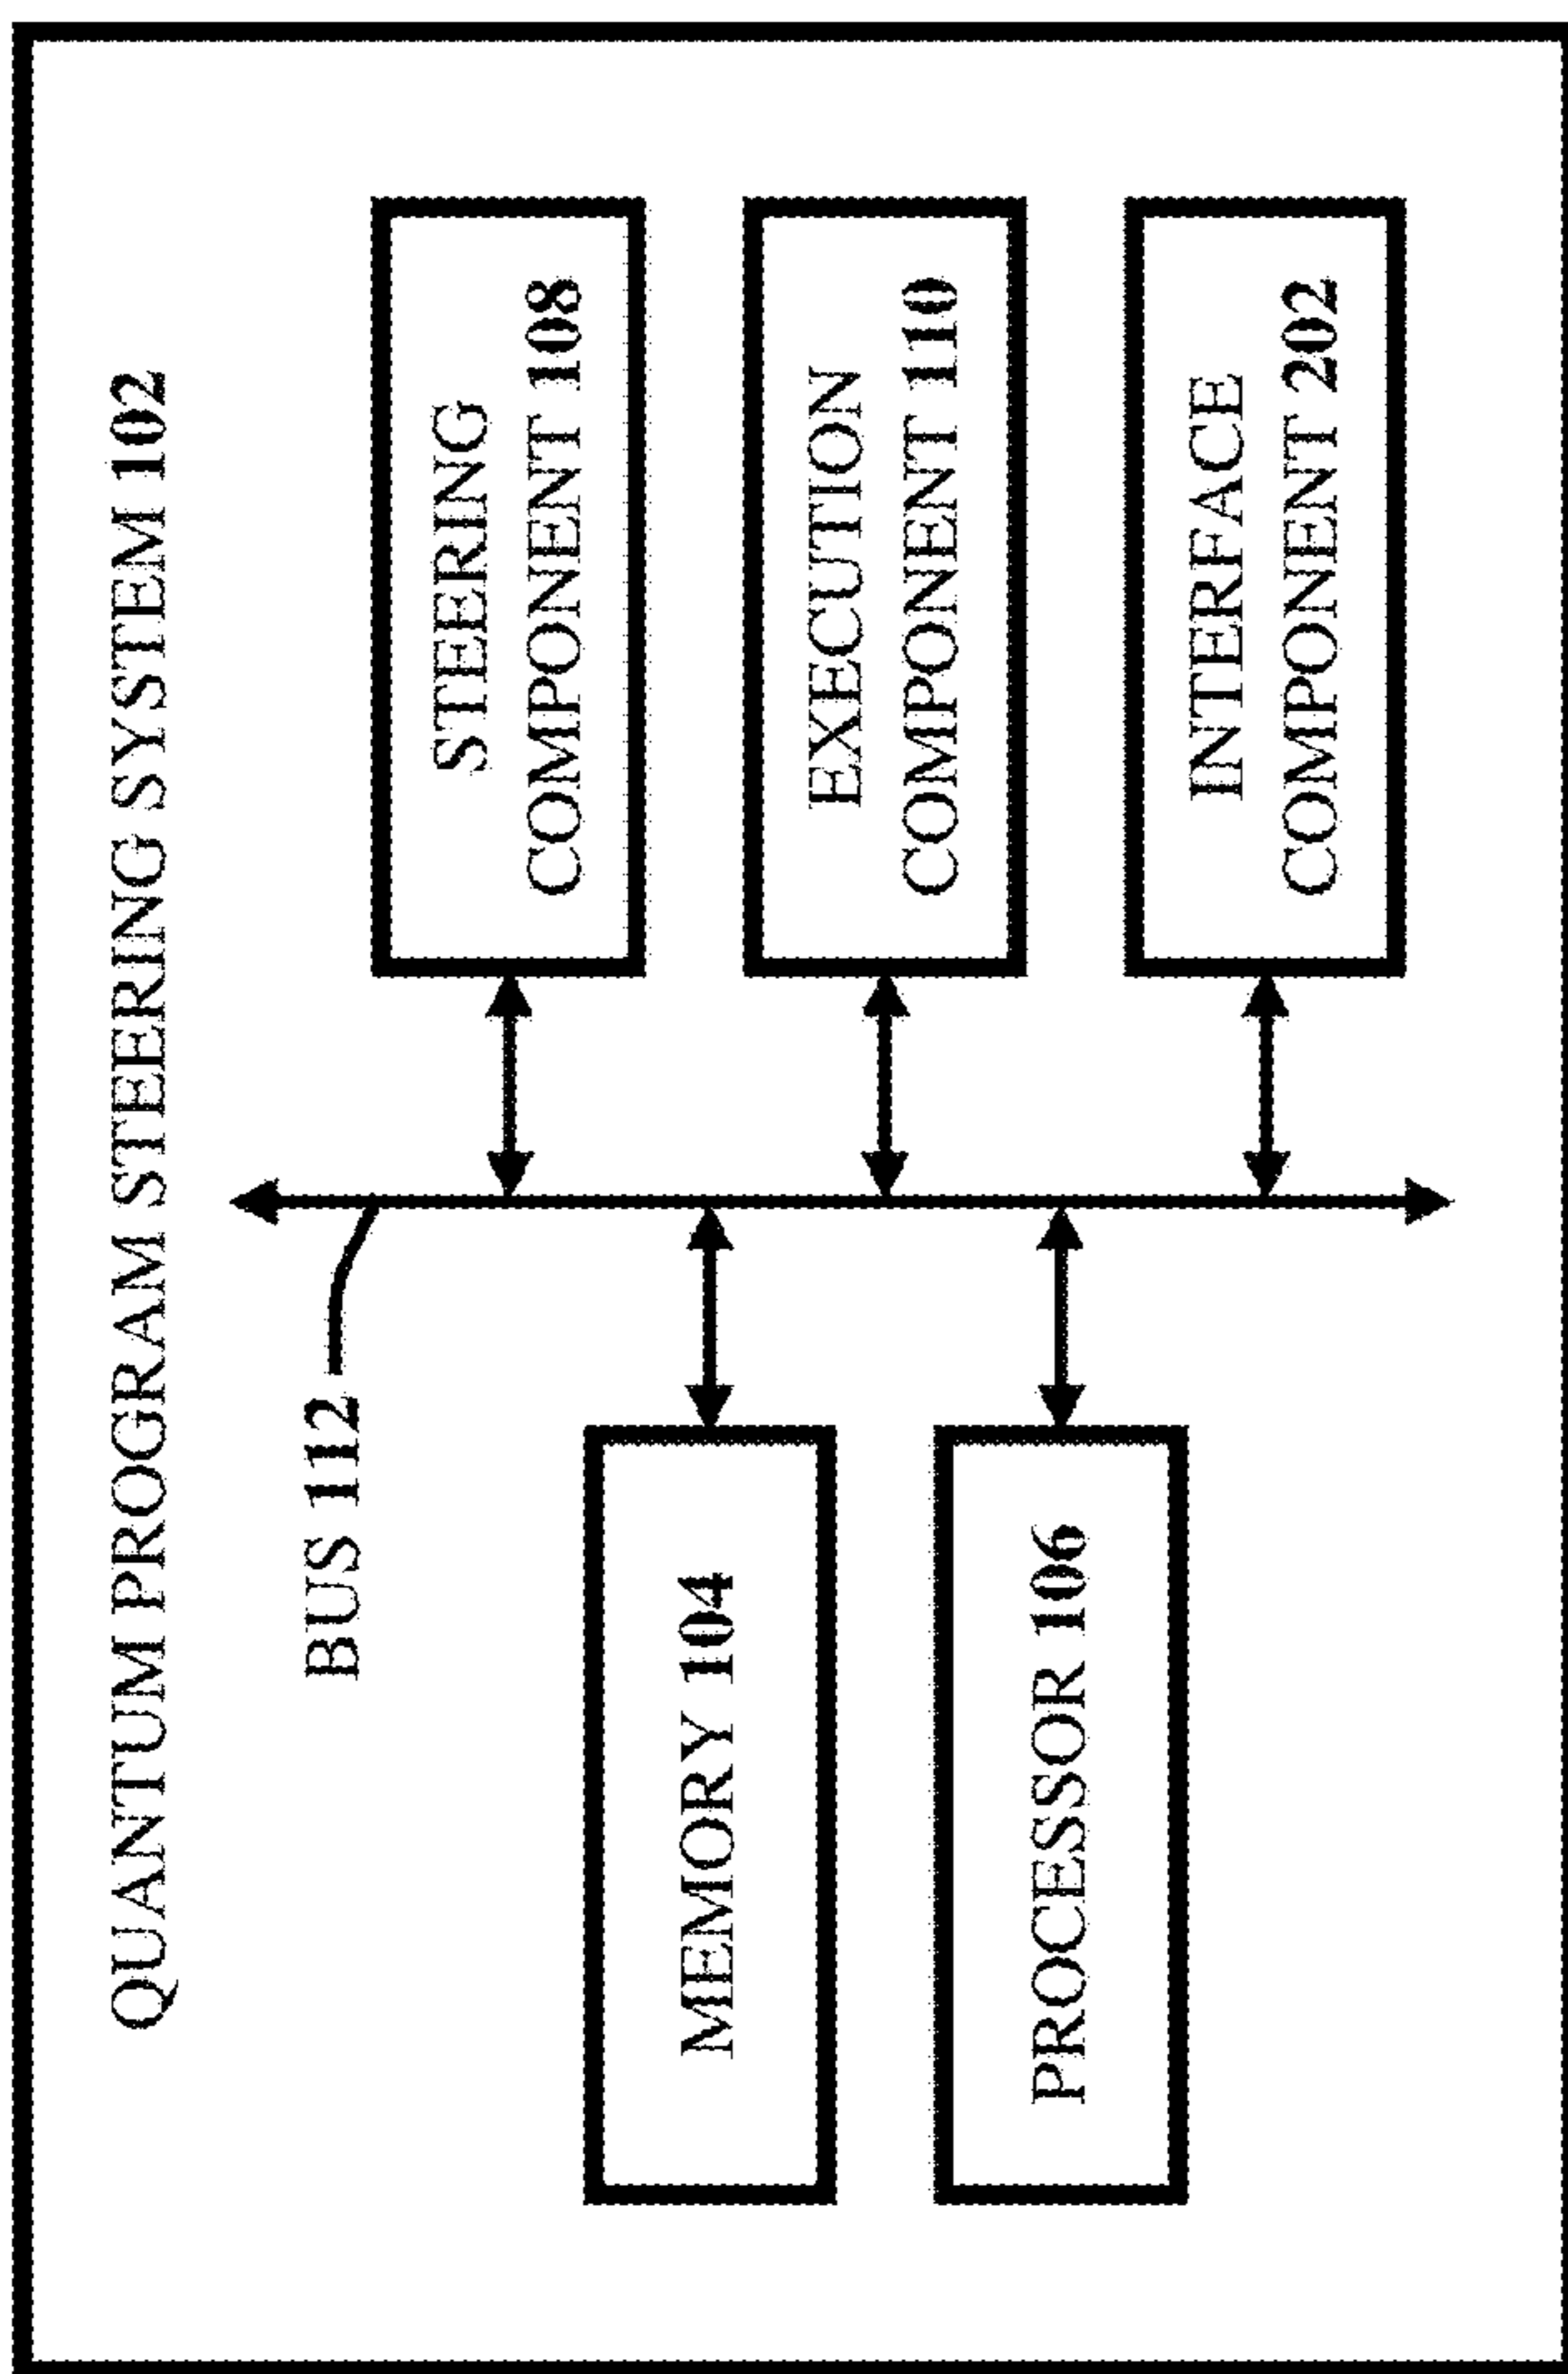 QUANTUM PROGRAM STEERING SYSTEM 102
BUS 112
MEMORY 104
PROCESSOR 106
STEERING
COMPONENT 108
EXECUTION
COMPONENT 110
INTERFACE
COMPONENT 202